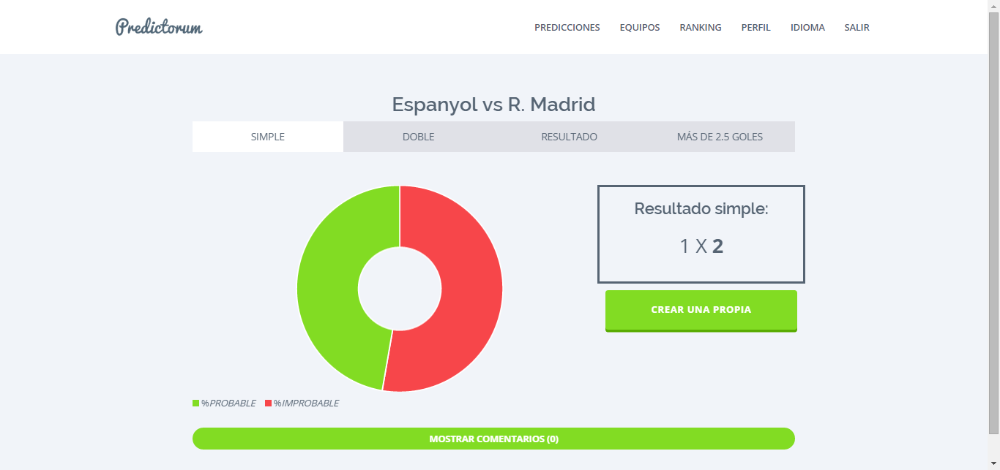 Predictorum
PREDICCIONES EQUIPOS RANKING PERFIL IDIOMA SALIR
Espanyol vs R. Madrid
SIMPLE DOBLE RESULTADO MÁS DE 2.5 GOLES
Resultado simple:
1 X 2
CREAR UNA PROPIA
%PROBABLE %IMPROBABLE
MOSTRAR COMENTARIOS (0)